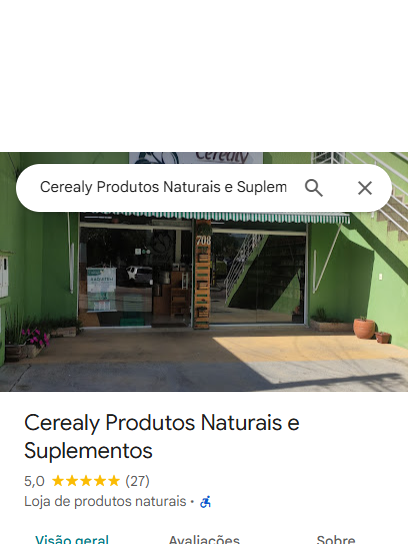 Cerealy
Cerealy Produtos Naturais e Suplem
708
Cerealy Produtos Naturais e
Suplementos
5,0 (27)
Loja de produtos naturais ·
Visão geral Avaliações Sobre